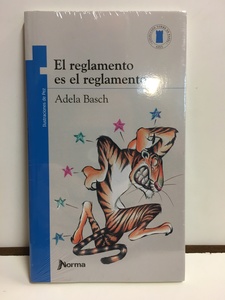 El reglamento
es el reglamento
Adela Basch
Norma